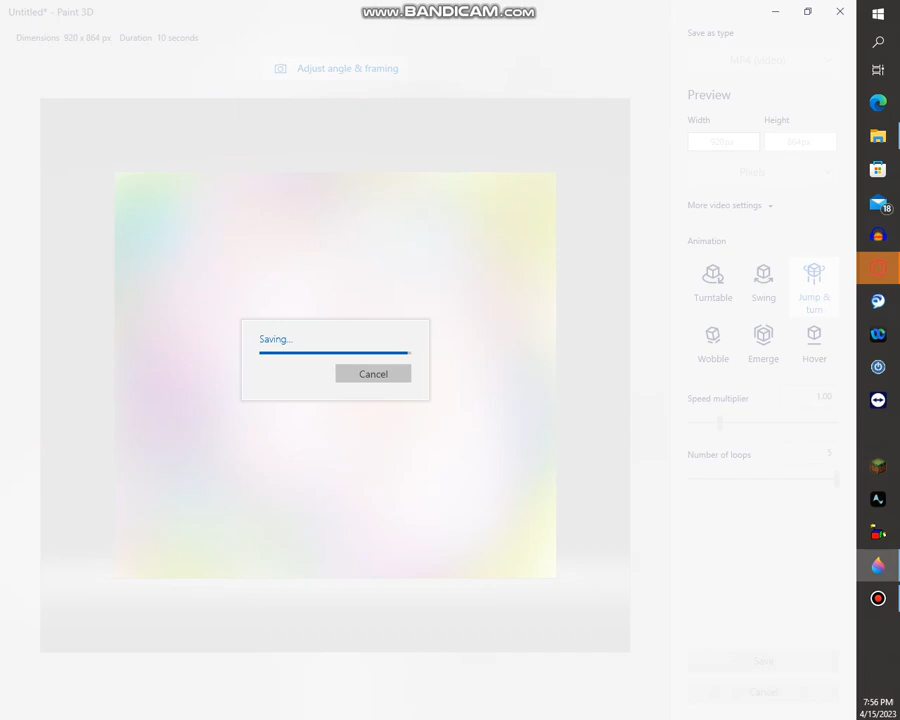 Untitled* - Paint 3D
www.BANDICAM.com
Dimensions 920 x 864 px Duration: 10 seconds
Adjust angle & framing
Save as type
MP4 (video)
Preview
Width Height
920px 864px
Pixels
More video settings
Animation
Turntable Swing Jump & turn
Wobble Emerge Hover
Speed multiplier 1.00
Number of loops 5
Saving...
Cancel
Save
Cancel
18
7:56 PM
4/15/2023